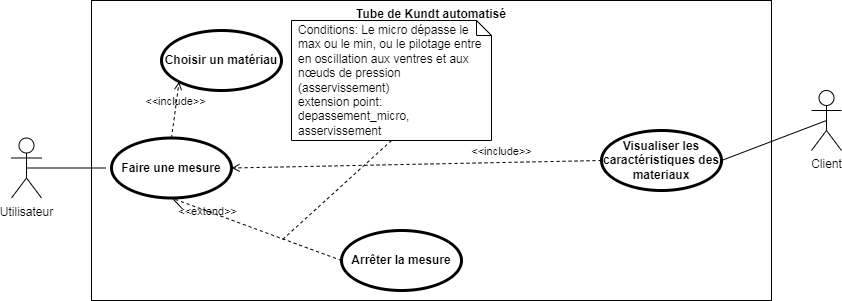 Tube de Kundt automatisé
Conditions: Le micro dépasse le
max ou le min, ou le pilotage entre
en oscillation aux ventres et aux
nœuds de pression
(asservissement)
extension point:
depassement_micro,
asservissement
Choisir un matériau
<<include>>
Faire une mesure
<<include>>
Visualiser les
caractéristiques des
materiaux
Client
Utilisateur
<<extend>>
Arrêter la mesure